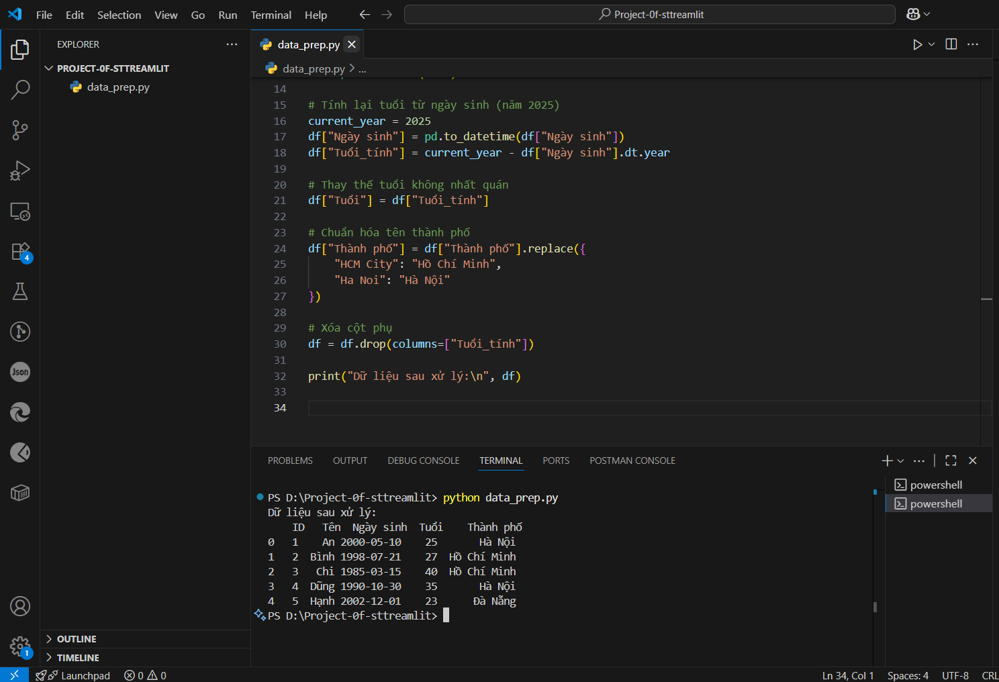 File Edit Selection View Go Run Terminal Help
Project-0f-sttreamlit
EXPLORER
PROJECT-0F-STTREAMLIT
data_prep.py
data_prep.py
data_prep.py > ...
14
15 # Tính lại tuổi từ ngày sinh (năm 2025)
16 current_year = 2025
17 df["Ngày sinh"] = pd.to_datetime(df["Ngày sinh"])
18 df["Tuổi_tính"] = current_year - df["Ngày sinh"].dt.year
19
20 # Thay thế tuổi không nhất quán
21 df["Tuổi"] = df["Tuổi_tính"]
22
23 # Chuẩn hóa tên thành phố
24 df["Thành phố"] = df["Thành phố"].replace({
25 "HCM City": "Hồ Chí Minh",
26 "Ha Noi": "Hà Nội"
27 })
28
29 # Xóa cột phụ
30 df = df.drop(columns=["Tuổi_tính"])
31
32 print("Dữ liệu sau xử lý:\n", df)
33
34
PROBLEMS OUTPUT DEBUG CONSOLE TERMINAL PORTS POSTMAN CONSOLE
powershell
powershell
PS D:\Project-0f-sttreamlit> python data_prep.py
Dữ liệu sau xử lý:
ID Tên Ngày sinh Tuổi Thành phố
0 1 An 2000-05-10 25 Hà Nội
1 2 Bình 1998-07-21 27 Hồ Chí Minh
2 3 Chi 1985-03-15 40 Hồ Chí Minh
3 4 Dũng 1990-10-30 35 Hà Nội
4 5 Hạnh 2002-12-01 23 Đà Nẵng
PS D:\Project-0f-sttreamlit>
4
Json
1
OUTLINE
TIMELINE
Launchpad 0 0
Ln 34, Col 1 Spaces: 4 UTF-8 CRL